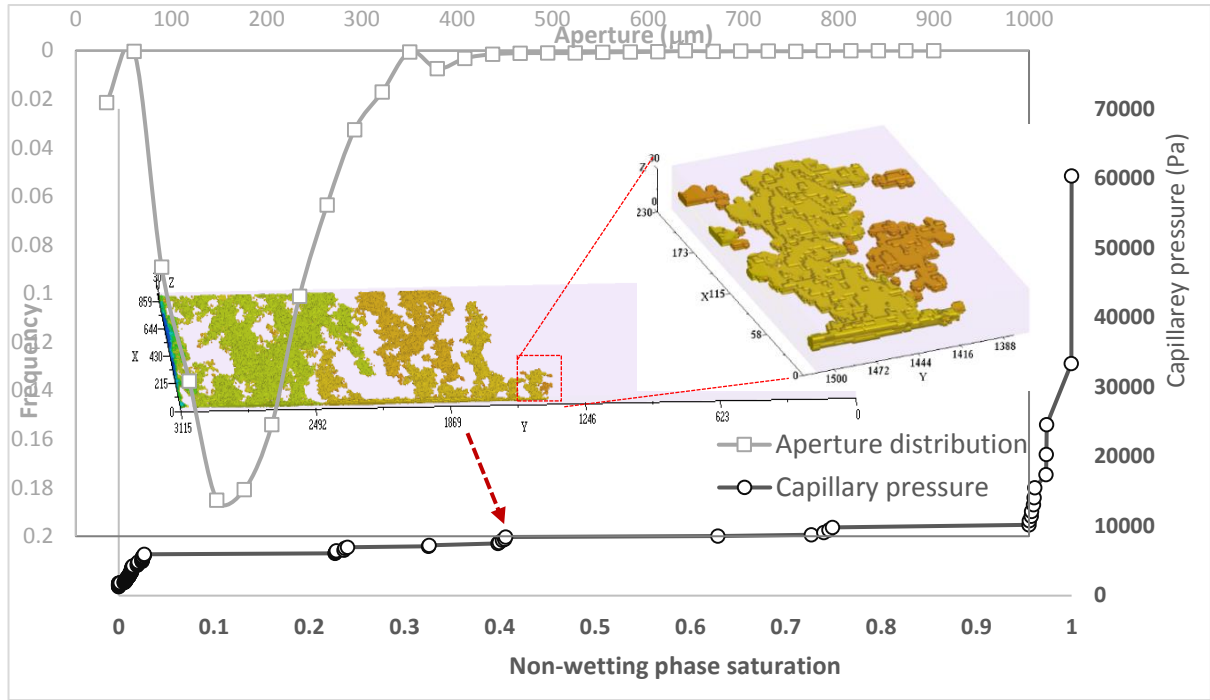 0 100 200 300 400 500 600 700 800 900 1000
Aperture (µm)
0
0.02
0.04
0.06
0.08
0.1
0.12
0.14
0.16
0.18
0.2
Frequency
70000
60000
50000
40000
30000
20000
10000
0
Capillarey pressure (Pa)
30
Z
0
230
173
X 115
58
0
1500 1472 1444 1416 1388
Y
Z
859
644
X 430
215
0
3115 2492 1869 Y 1246 623 0
Aperture distribution
Capillary pressure
0 0.1 0.2 0.3 0.4 0.5 0.6 0.7 0.8 0.9 1
Non-wetting phase saturation